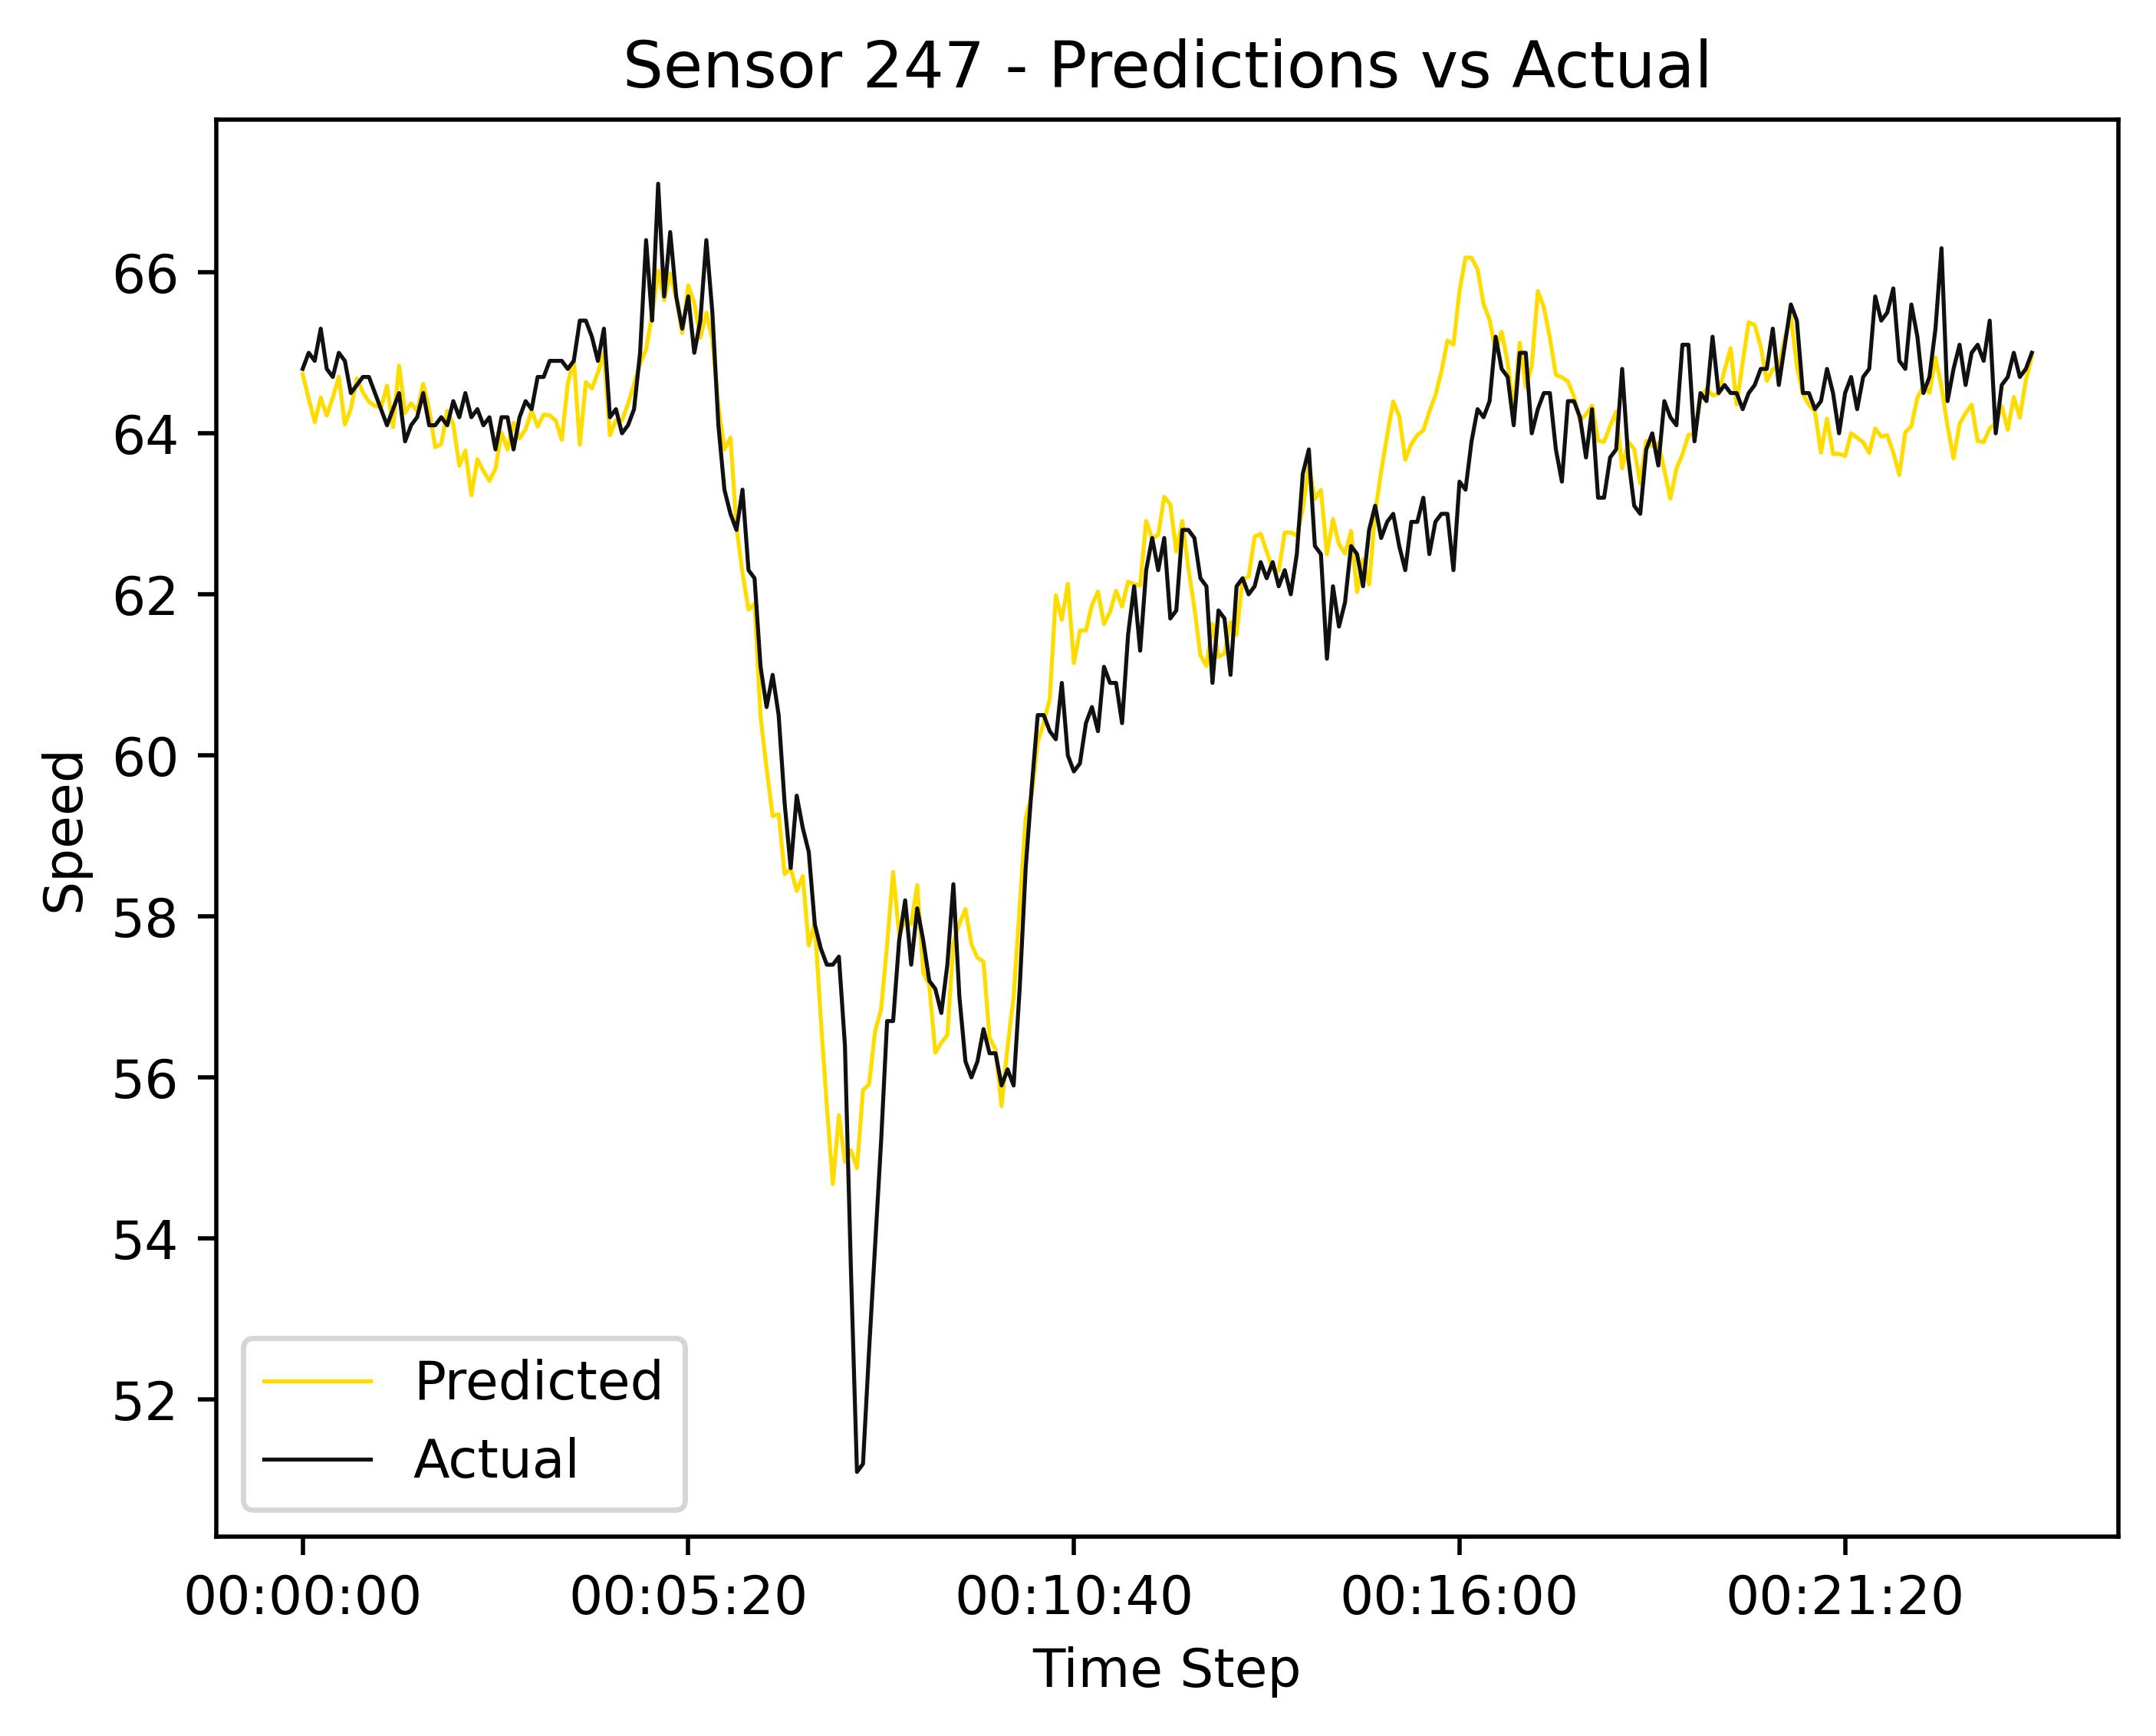 Sensor 247 - Predictions vs Actual
Speed
66
64
62
60
58
56
54
52
Predicted
Actual
00:00:00 00:05:20 00:10:40 00:16:00 00:21:20
Time Step